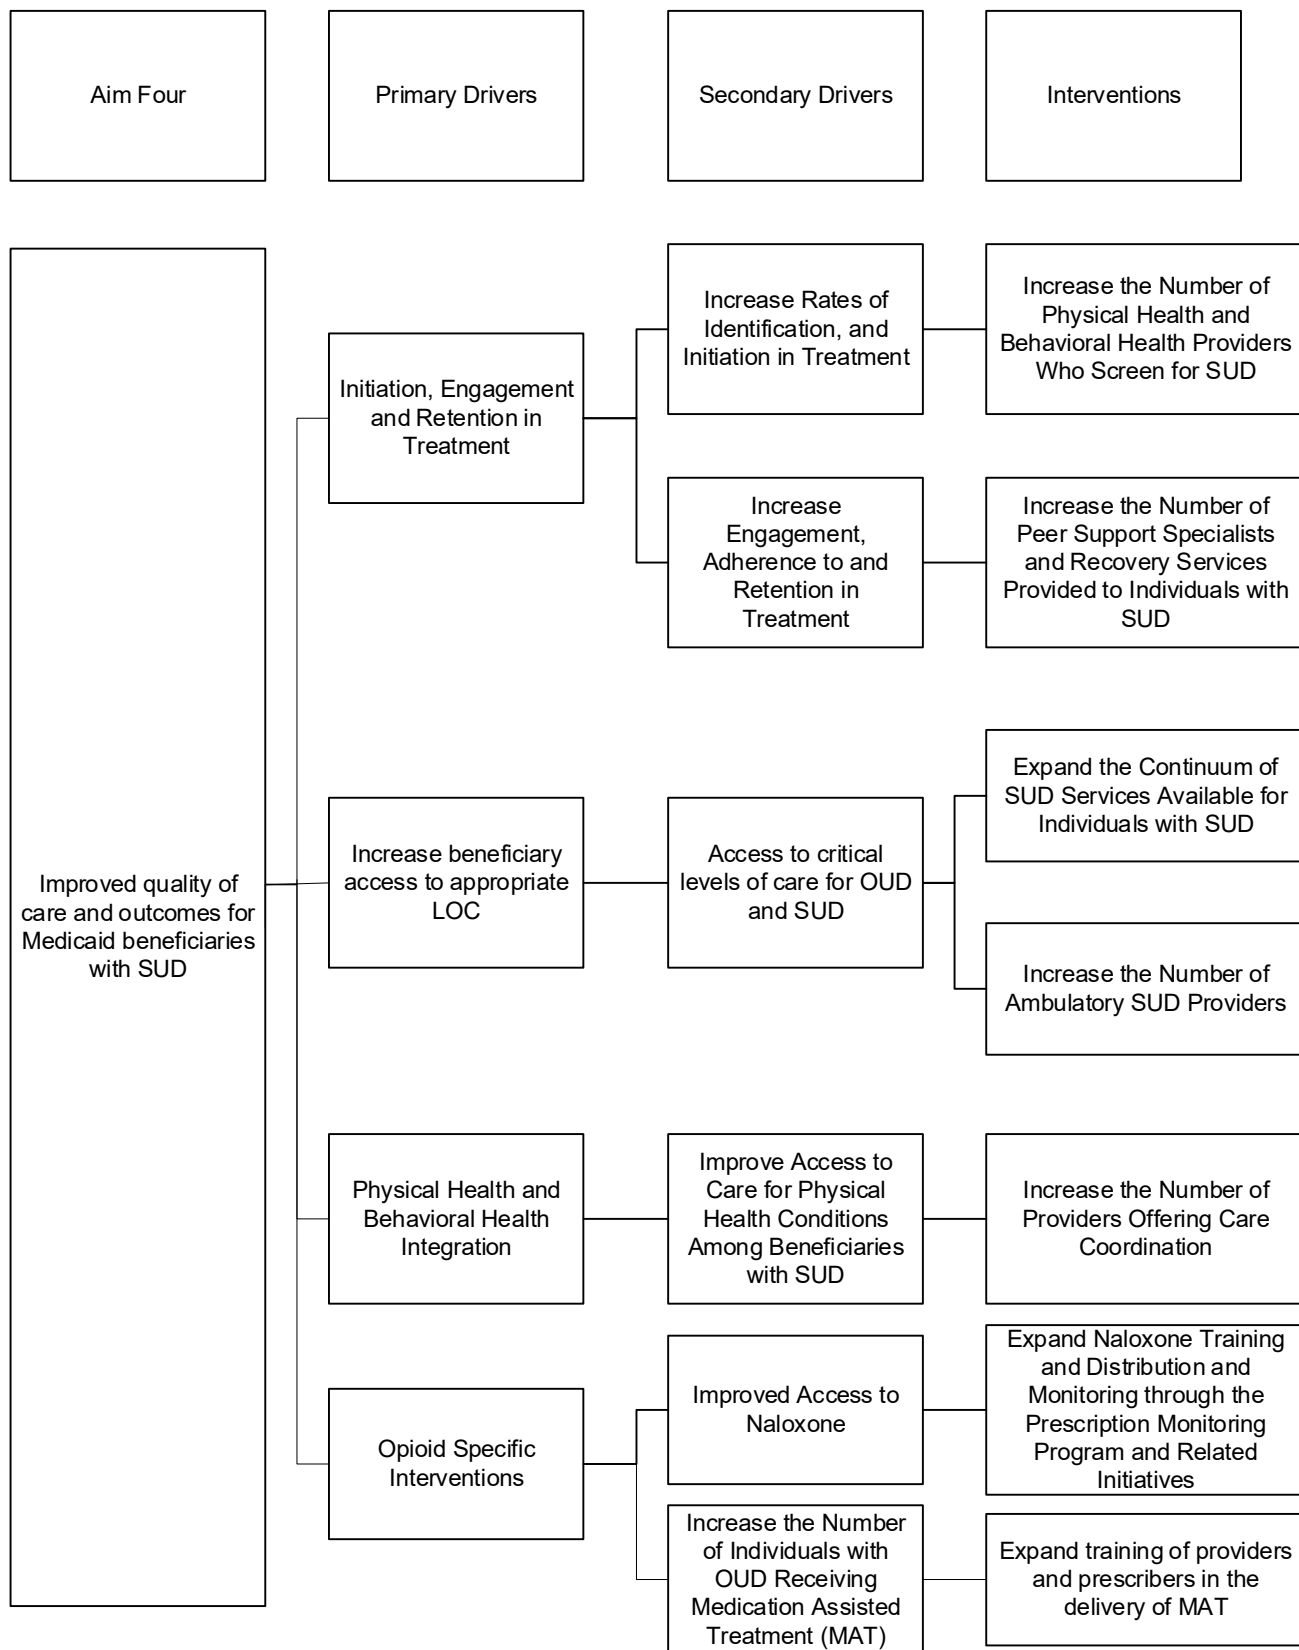 Aim Four
Primary Drivers
Secondary Drivers
Interventions
Improved quality of
care and outcomes for
Medicaid beneficiaries
with SUD
Initiation, Engagement
and Retention in
Treatment
Increase Rates of
Identification, and
Initiation in Treatment
Increase the Number of
Physical Health and
Behavioral Health Providers
Who Screen for SUD
Increase
Engagement,
Adherence to and
Retention in
Treatment
Increase the Number of
Peer Support Specialists
and Recovery Services
Provided to Individuals with
SUD
Increase beneficiary
access to appropriate
LOC
Access to critical
levels of care for OUD
and SUD
Expand the Continuum of
SUD Services Available for
Individuals with SUD
Increase the Number of
Ambulatory SUD Providers
Physical Health and
Behavioral Health
Integration
Improve Access to
Care for Physical
Health Conditions
Among Beneficiaries
with SUD
Increase the Number of
Providers Offering Care
Coordination
Opioid Specific
Interventions
Improved Access to
Naloxone
Expand Naloxone Training
and Distribution and
Monitoring through the
Prescription Monitoring
Program and Related
Initiatives
Increase the Number
of Individuals with
OUD Receiving
Medication Assisted
Treatment (MAT)
Expand training of providers
and prescribers in the
delivery of MAT